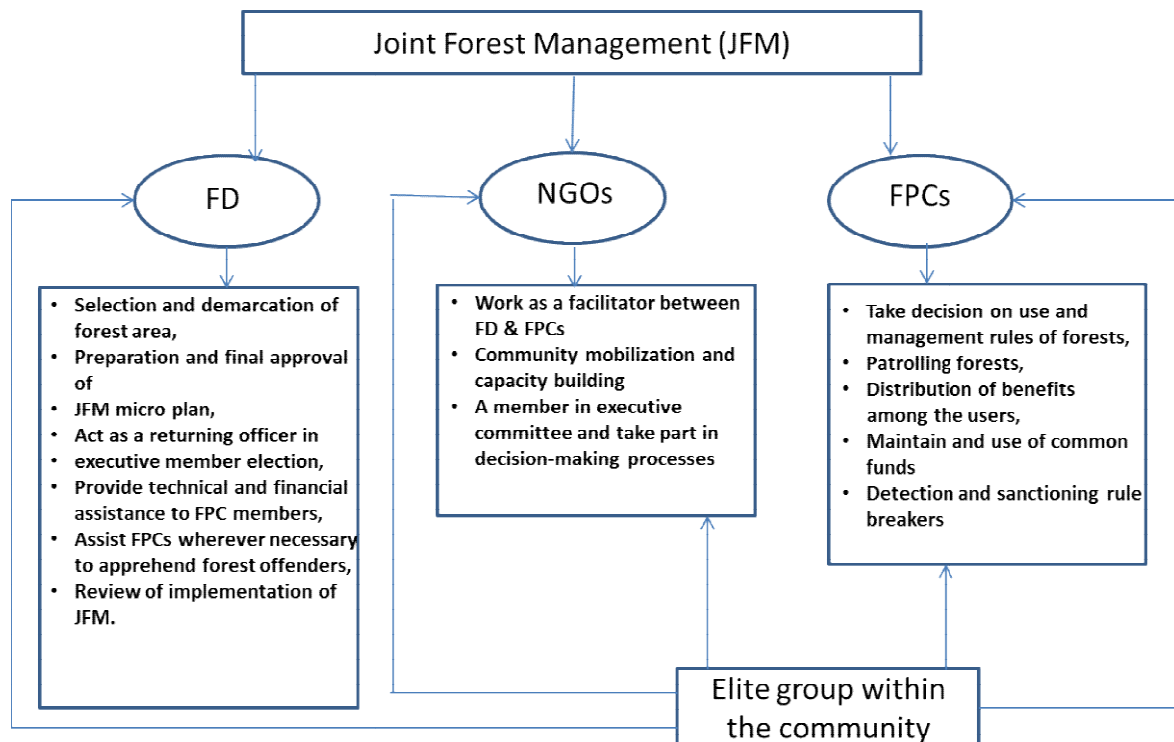 Joint Forest Management (JFM)
FD
NGOs
FPCs
• Selection and demarcation of
forest area,
• Preparation and final approval
of
• JFM micro plan,
• Act as a returning officer in
• executive member election,
• Provide technical and financial
assistance to FPC members,
• Assist FPCs wherever necessary
to apprehend forest offenders,
• Review of implementation of
JFM.
• Work as a facilitator between
FD & FPCs
• Community mobilization and
capacity building
• A member in executive
committee and take part in
decision-making processes
• Take decision on use and
management rules of forests,
• Patrolling forests,
• Distribution of benefits
among the users,
• Maintain and use of common
funds
• Detection and sanctioning rule
breakers
Elite group within
the community